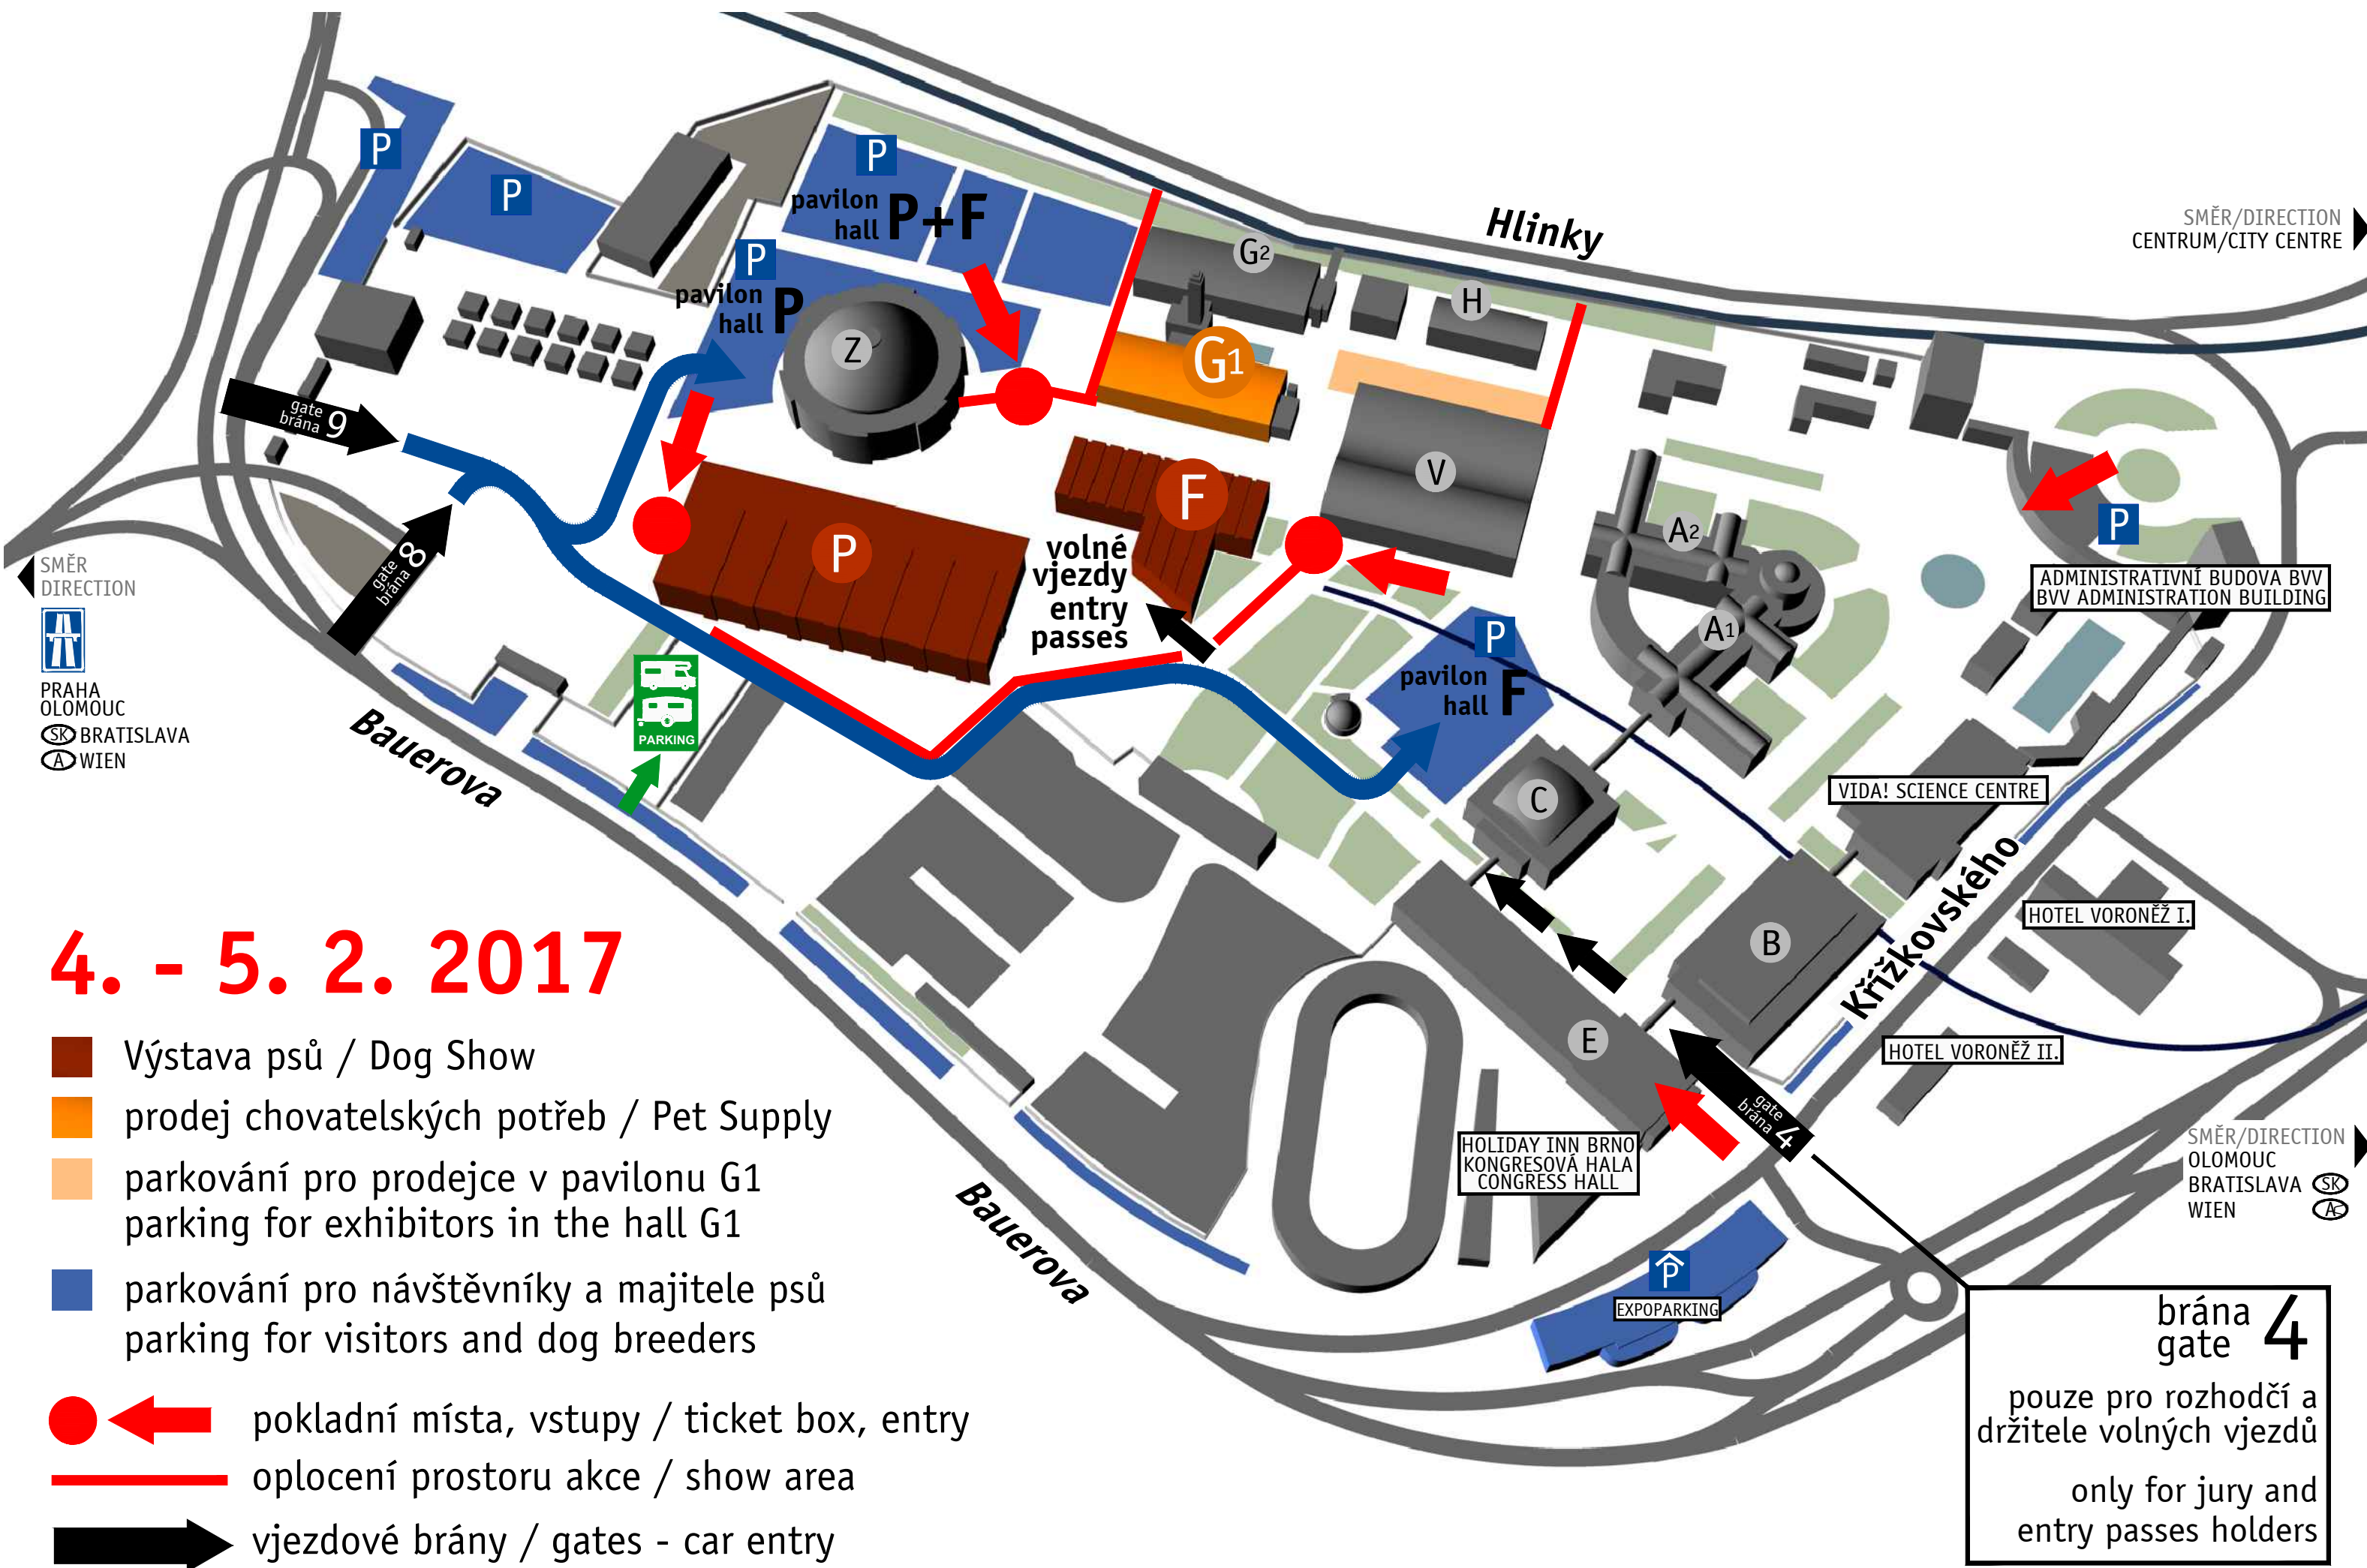 P
P
P
pavilon
hall P+F
P
pavilon
hall P
Hlinky
SMĚR/DIRECTION
CENTRUM/CITY CENTRE
G2
H
Z
G1
gate
brána 9
V
F
P
A2
P
gate
brána 8
volné
vjezdy
entry
passes
SMĚR
DIRECTION
PRAHA
OLOMOUC
SK BRATISLAVA
A WIEN
ADMINISTRATIVNÍ BUDOVA BVV
BVV ADMINISTRATION BUILDING
A1
P
pavilon
hall F
PARKING
Bauerova
C
VIDA! SCIENCE CENTRE
Křížkovského
HOTEL VORONĚŽ I.
B
E
HOTEL VORONĚŽ II.
gate
brána 4
HOLIDAY INN BRNO
KONGRESOVÁ HALA
CONGRESS HALL
SMĚR/DIRECTION
OLOMOUC
BRATISLAVA SK
WIEN A
Bauerova
P
EXPOPARKING
4. - 5. 2. 2017
Výstava psů / Dog Show
prodej chovatelských potřeb / Pet Supply
parkování pro prodejce v pavilonu G1
parking for exhibitors in the hall G1
parkování pro návštěvníky a majitele psů
parking for visitors and dog breeders
pokladní místa, vstupy / ticket box, entry
oplocení prostoru akce / show area
vjezdové brány / gates - car entry
brána
gate 4
pouze pro rozhodčí a
držitele volných vjezdů
only for jury and
entry passes holders